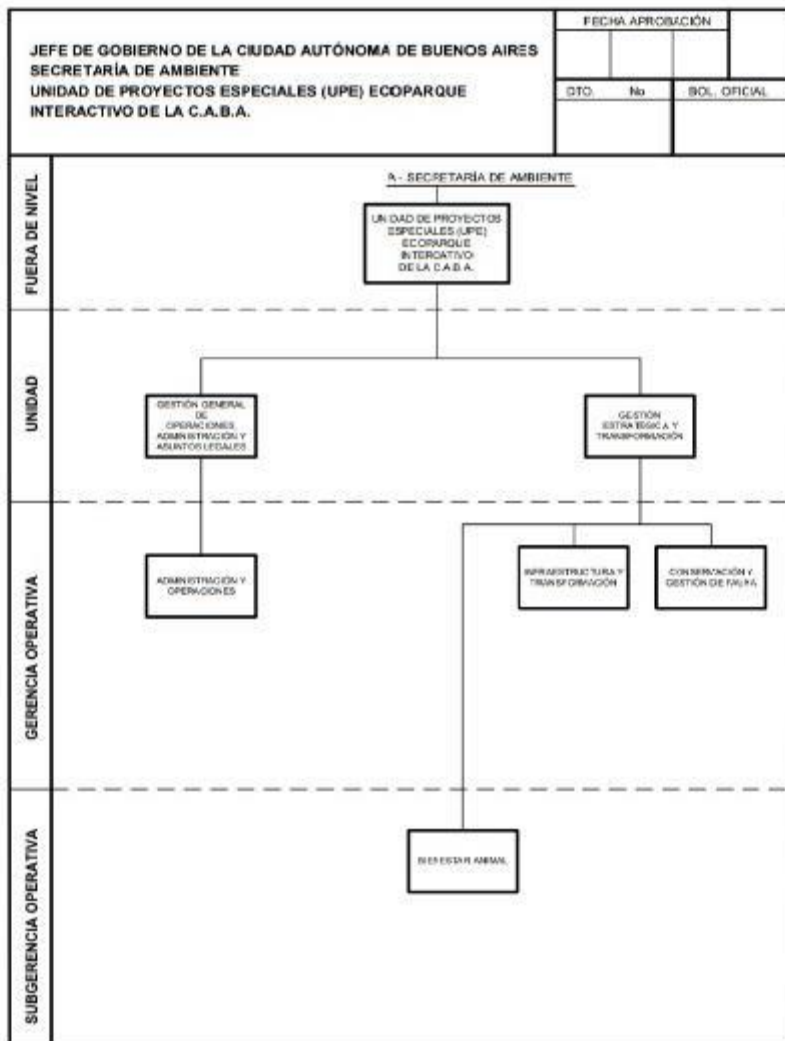 JEFE DE GOBIERNO DE LA CIUDAD AUTÓNOMA DE BUENOS AIRES
SECRETARÍA DE AMBIENTE
UNIDAD DE PROYECTOS ESPECIALES (UPE) ECOPARQUE
INTERACTIVO DE LA C.A.B.A.
FECHA APROBACIÓN
DTO. No BOL. OFICIAL
FUERA DE NIVEL
A - SECRETARÍA DE AMBIENTE
UNIDAD DE PROYECTOS
ESPECIALES (UPE)
ECOPARQUE
INTERCATIVO
DE LA C.A.B.A.
UNIDAD
GESTIÓN GENERAL
DE
OPERACIONES,
ADMINISTRACIÓN Y
ASUNTOS LEGALES
GESTIÓN
ESTRATÉGICA Y
TRANSFORMACIÓN
GERENCIA OPERATIVA
ADMINISTRACIÓN Y
OPERACIONES
INFRAESTRUCTURA Y
TRANSFORMACIÓN
CONSERVACIÓN Y
GESTIÓN DE FAUNA
SUBGERENCIA OPERATIVA
BIENESTAR ANIMAL